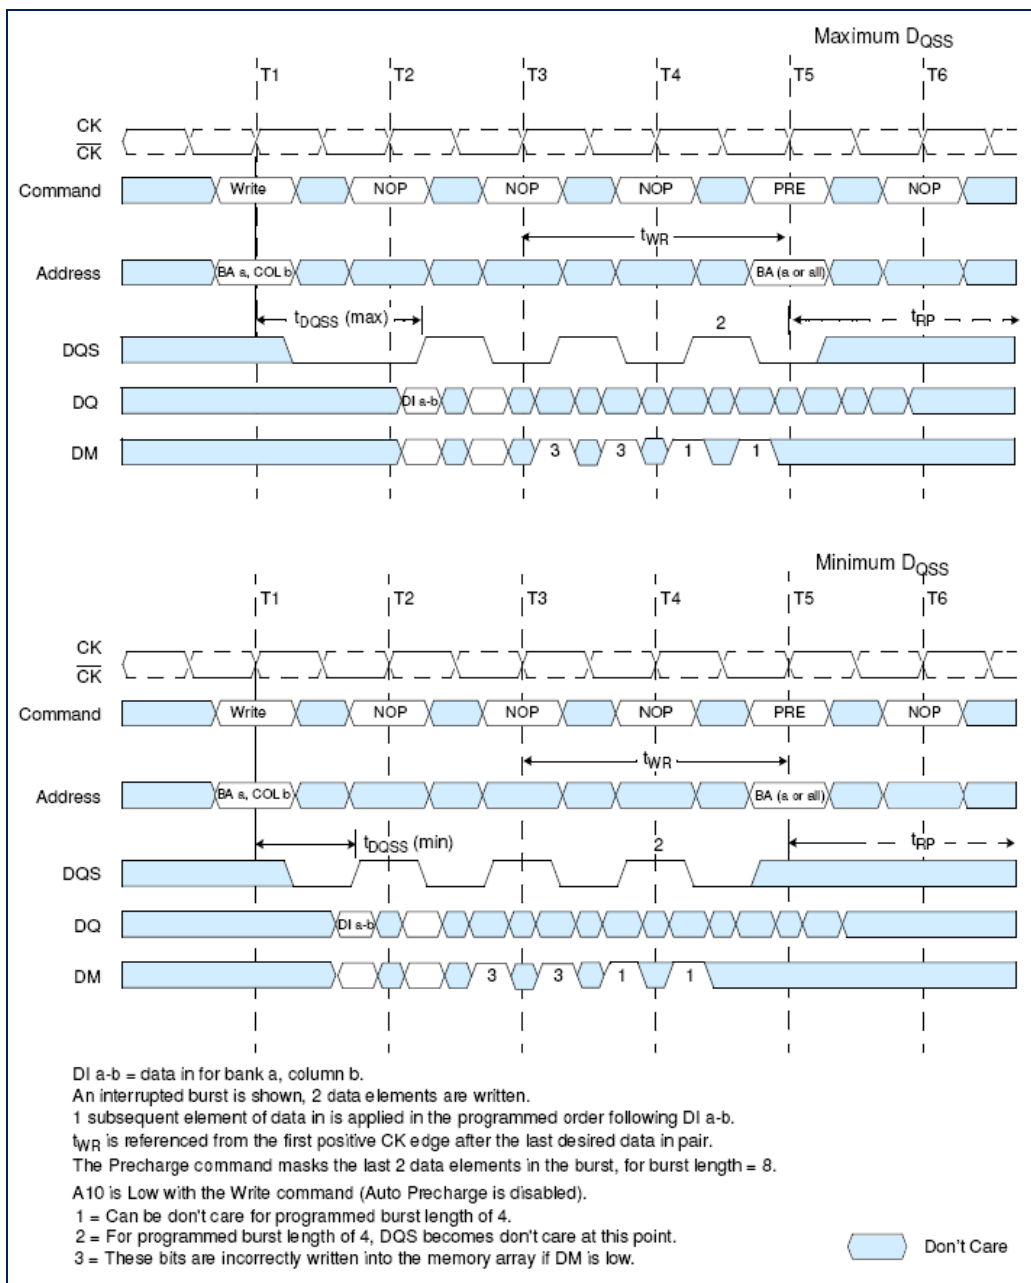 Maximum DQSS
T1 T2 T3 T4 T5 T6
CK
CK
Command Write NOP NOP NOP PRE NOP
tWR
Address BA a, COL b BA (a or all)
tDQSS (max) 2 tRP
DQS
DQ DI a-b
DM 3 3 1 1
Minimum DQSS
T1 T2 T3 T4 T5 T6
CK
CK
Command Write NOP NOP NOP PRE NOP
tWR
Address BA a, COL b BA (a or all)
tDQSS (min) 2 tRP
DQS
DQ DI a-b
DM 3 3 1 1
DI a-b = data in for bank a, column b.
An interrupted burst is shown, 2 data elements are written.
1 subsequent element of data in is applied in the programmed order following DI a-b.
tWR is referenced from the first positive CK edge after the last desired data in pair.
The Precharge command masks the last 2 data elements in the burst, for burst length = 8.
A10 is Low with the Write command (Auto Precharge is disabled).
1 = Can be don't care for programmed burst length of 4.
2 = For programmed burst length of 4, DQS becomes don't care at this point.
3 = These bits are incorrectly written into the memory array if DM is low.
Don't Care